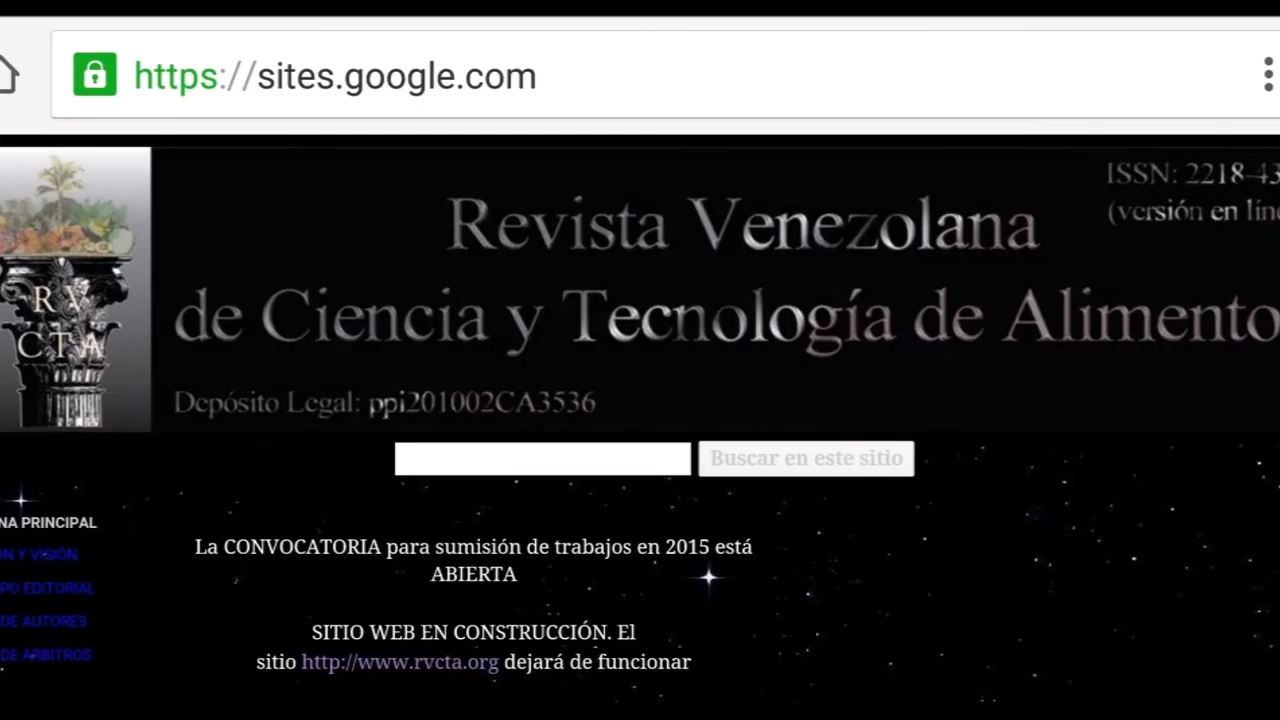 https://sites.google.com
ISSN: 2218-43
(versión en lín
Revista Venezolana
de Ciencia y Tecnología de Alimento
R V
C T A
Depósito Legal: ppi201002CA3536
Buscar en este sitio
NA PRINCIPAL
ÓN Y VISIÓN
PO EDITORIAL
DE AUTORES
DE ÁRBITROS
La CONVOCATORIA para sumisión de trabajos en 2015 está
ABIERTA
SITIO WEB EN CONSTRUCCIÓN. El
sitio http://www.rvcta.org dejará de funcionar